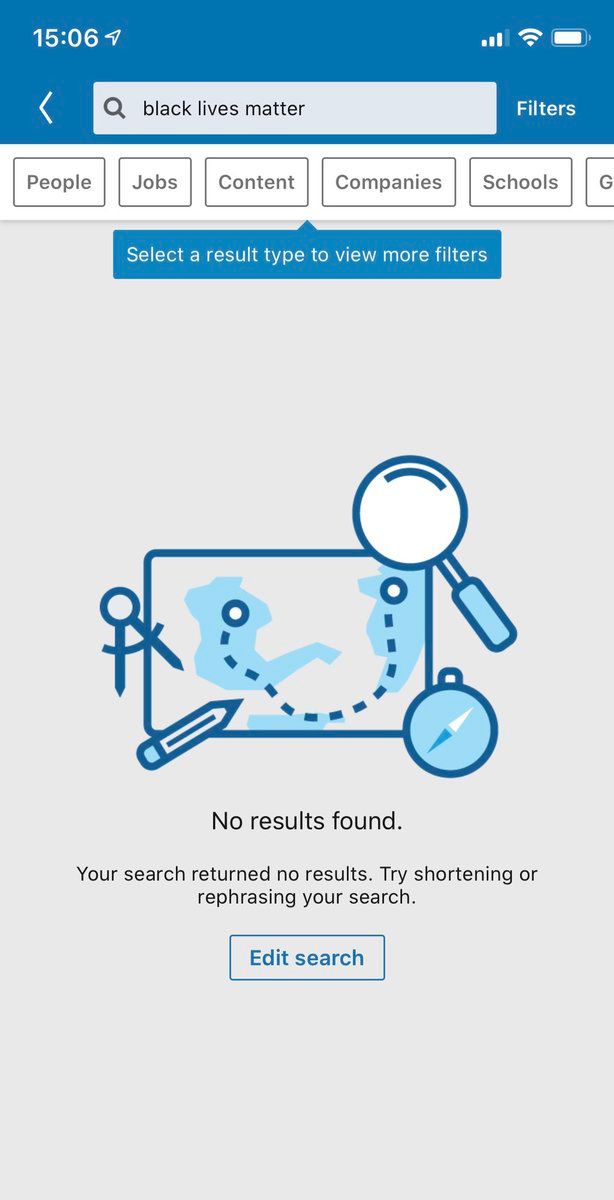 15:06
black lives matter
Filters
People
Jobs
Content
Companies
Schools
G
Select a result type to view more filters
No results found.
Your search returned no results. Try shortening or
rephrasing your search.
Edit search